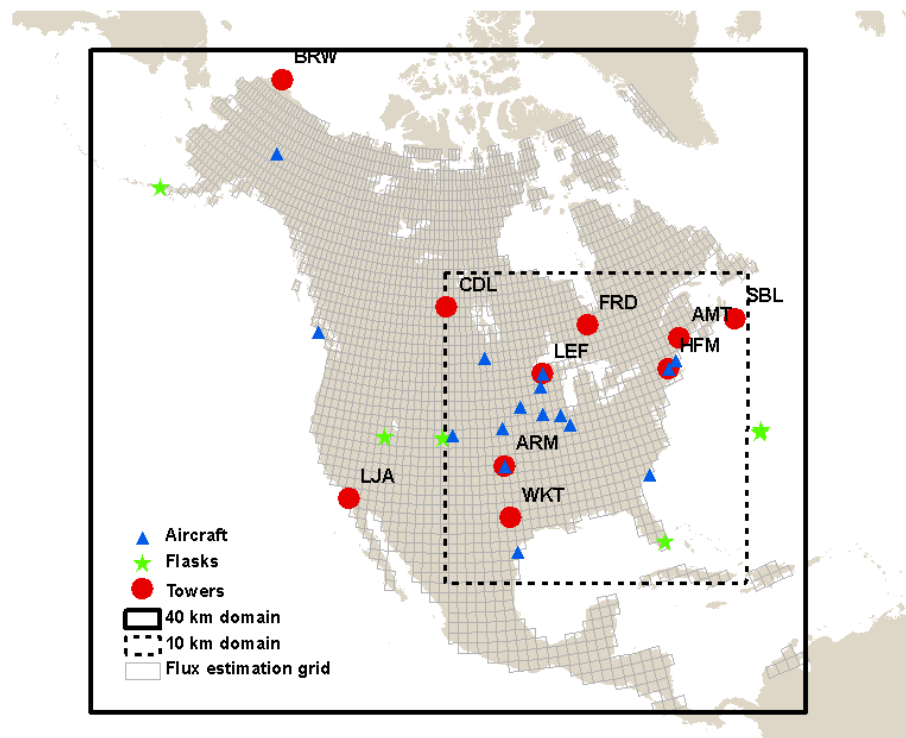 BRW
CDL
SBL
FRD
AMT
HFM
LEF
ARM
LJA
WKT
Aircraft
Flasks
Towers
40 km domain
10 km domain
Flux estimation grid